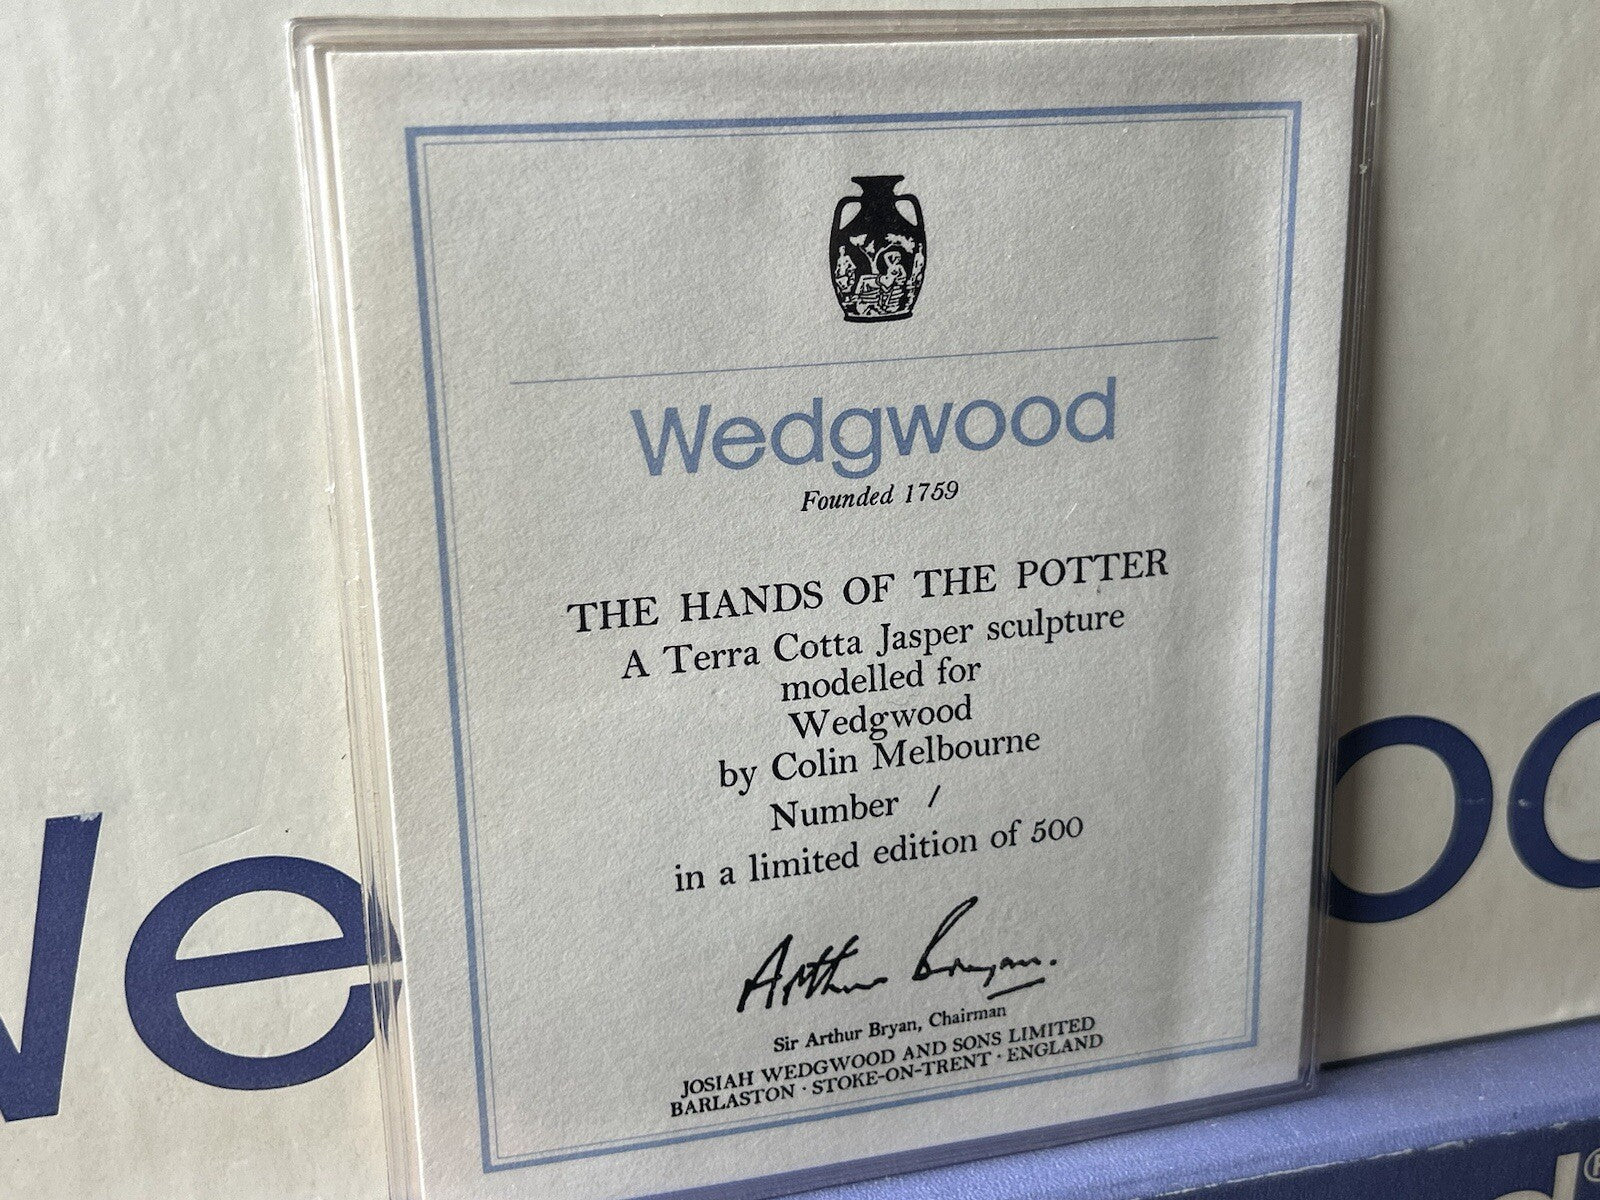 Wedgwood
Founded 1759
THE HANDS OF THE POTTER
A Terra Cotta Jasper sculpture
modelled for
Wedgwood
by Colin Melbourne
Number /
in a limited edition of 500
Arthur Bryan.
Sir Arthur Bryan, Chairman
JOSIAH WEDGWOOD AND SONS LIMITED
BARLASTON · STOKE-ON-TRENT · ENGLAND
We
oo
d®